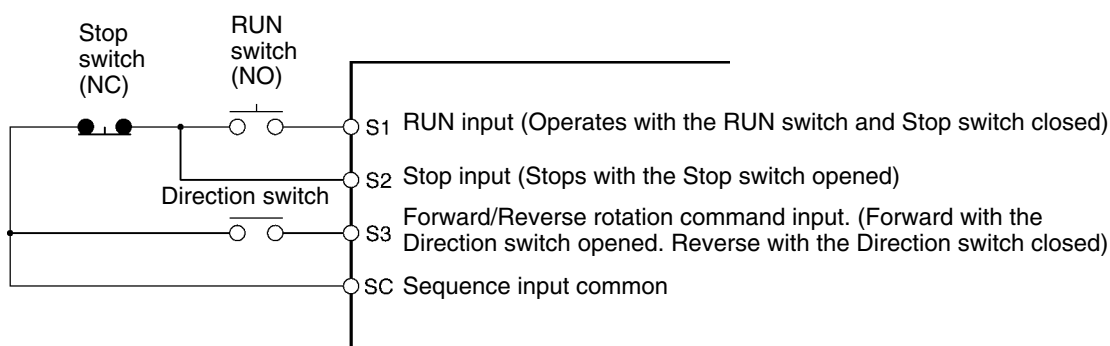 Stop
switch
(NC)
RUN
switch
(NO)
S1 RUN input (Operates with the RUN switch and Stop switch closed)
S2 Stop input (Stops with the Stop switch opened)
Direction switch
S3 Forward/Reverse rotation command input. (Forward with the
Direction switch opened. Reverse with the Direction switch closed)
SC Sequence input common